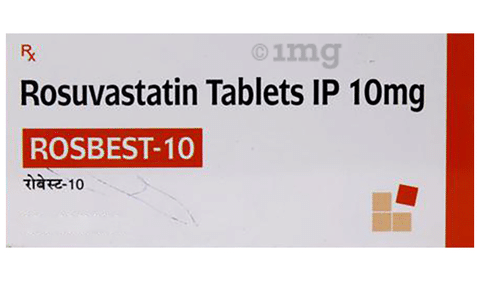 ©1mg
Rx
Rosuvastatin Tablets IP 10mg
ROSBEST-10
रोबेस्ट-10